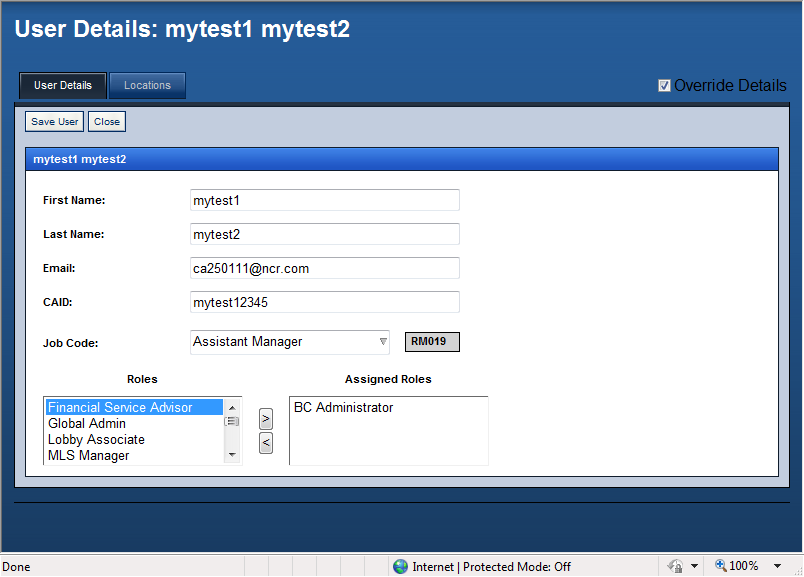 User Details: mytest1 mytest2
User Details Locations Override Details
Save User Close
mytest1 mytest2
First Name: mytest1
Last Name: mytest2
Email: ca250111@ncr.com
CAID: mytest12345
Job Code: Assistant Manager RM019
Roles Assigned Roles
Financial Service Advisor > BC Administrator
Global Admin
Lobby Associate <
MLS Manager
Done Internet | Protected Mode: Off 100%